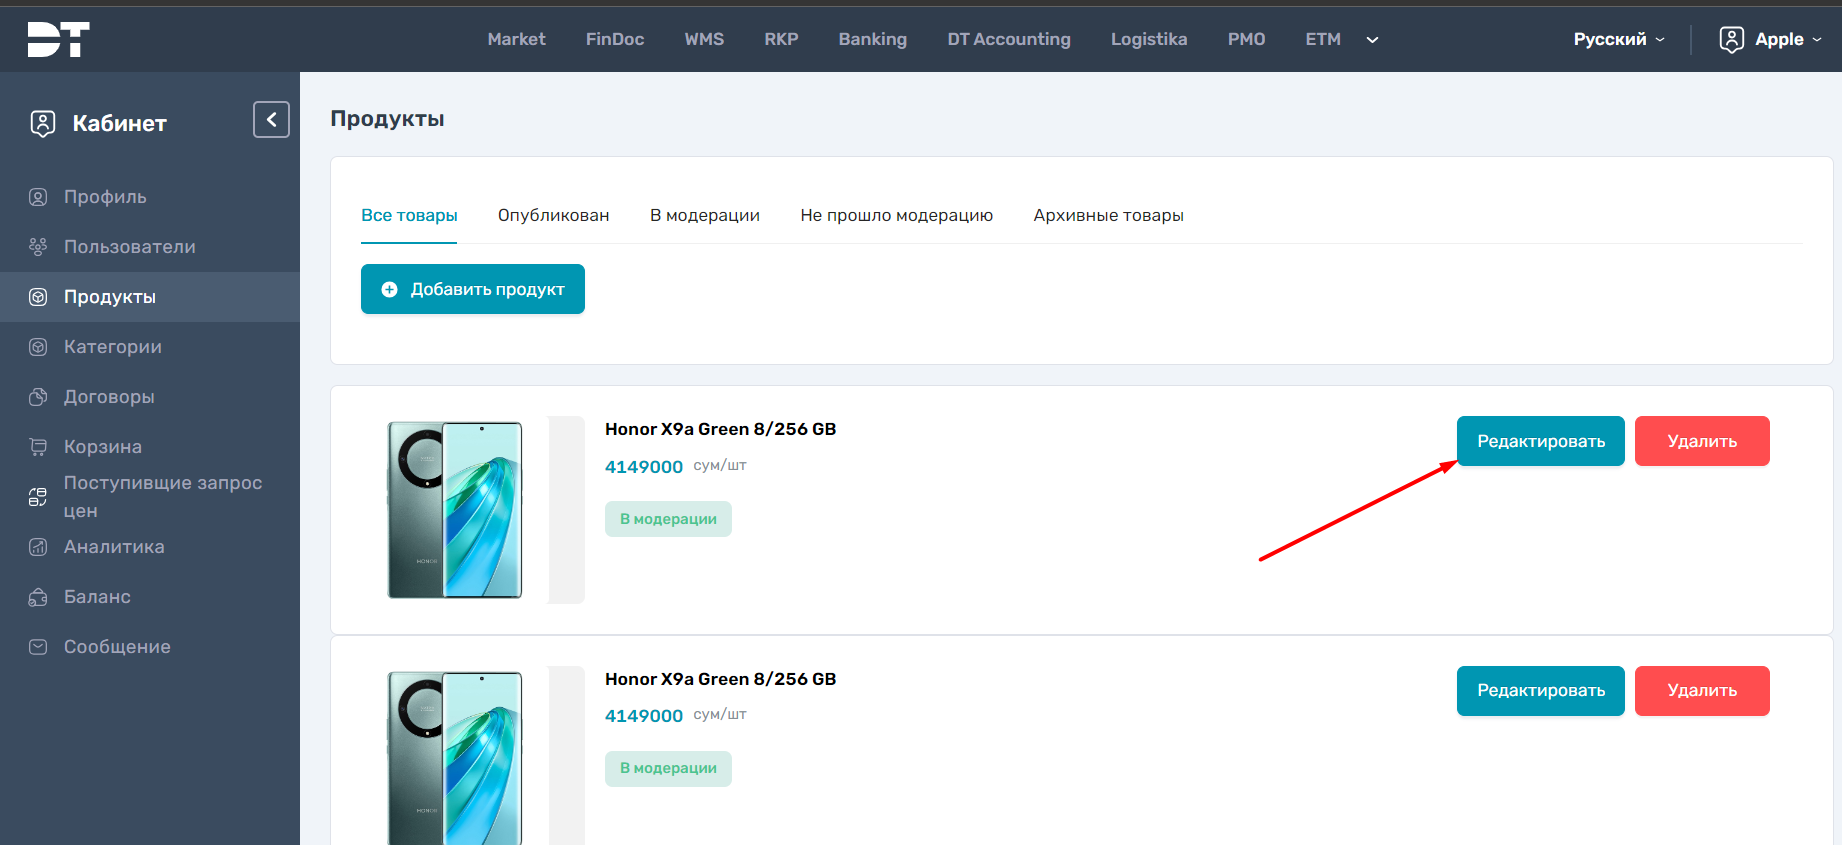 DT
Market FinDoc WMS RKP Banking DT Accounting Logistika PMO ETM
Русский
Apple
Кабинет
Профиль
Пользователи
Продукты
Категории
Договоры
Корзина
Поступивщие запрос
цен
Аналитика
Баланс
Сообщение
Продукты
Все товары Опубликован В модерации Не прошло модерацию Архивные товары
Добавить продукт
HONOR
Honor X9a Green 8/256 GB
4149000 сум/шт
В модерации
Редактировать Удалить
HONOR
Honor X9a Green 8/256 GB
4149000 сум/шт
В модерации
Редактировать Удалить